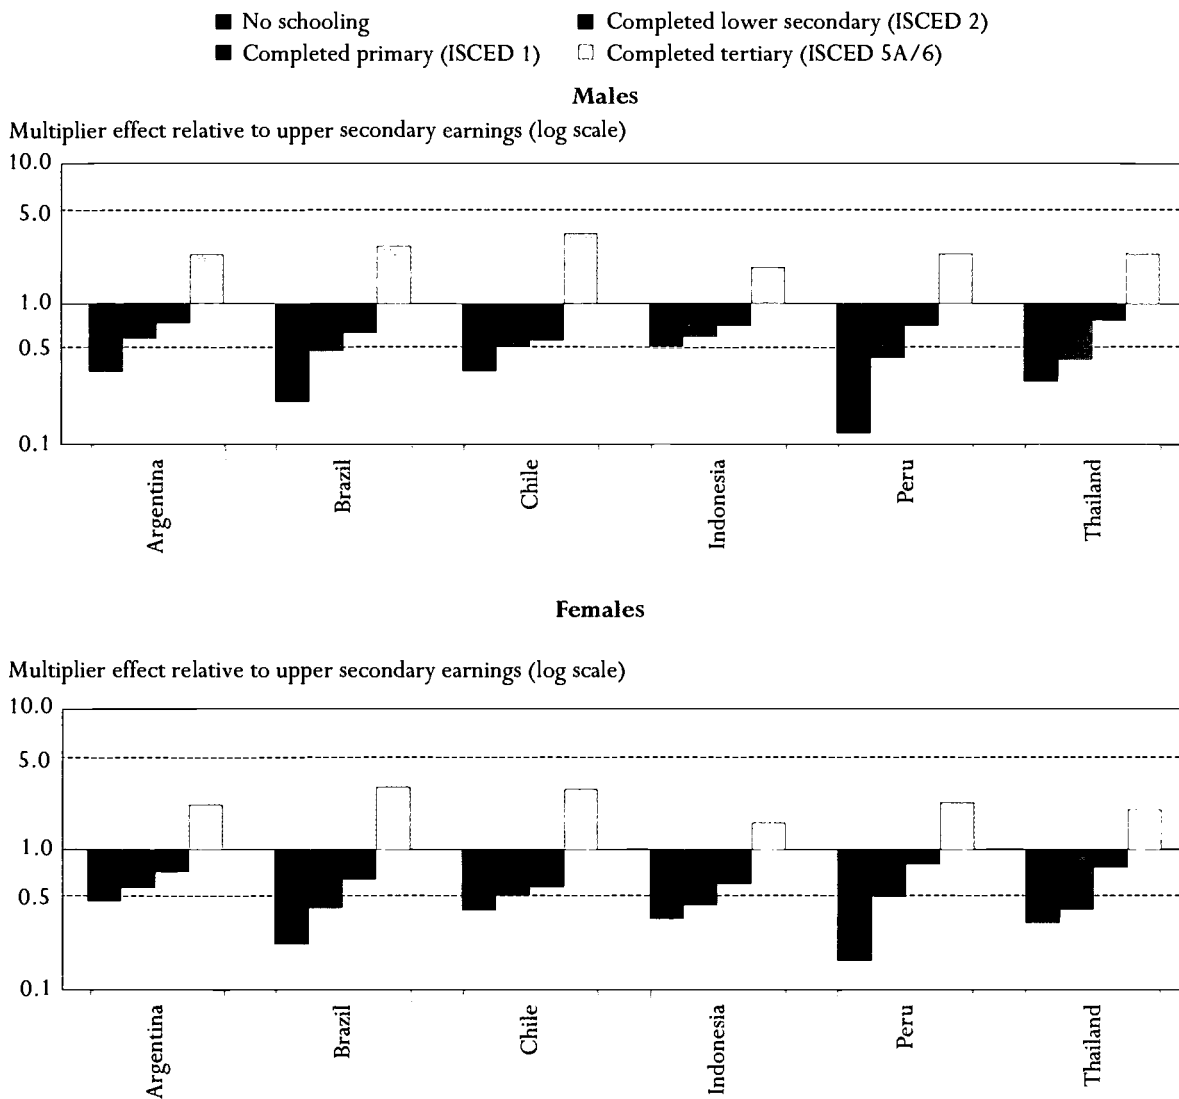 No schooling
Completed lower secondary (ISCED 2)
Completed primary (ISCED 1)
Completed tertiary (ISCED 5A/6)
Males
Multiplier effect relative to upper secondary earnings (log scale)
10.0
5.0
1.0
0.5
0.1
Argentina
Brazil
Chile
Indonesia
Peru
Thailand
Females
Multiplier effect relative to upper secondary earnings (log scale)
10.0
5.0
1.0
0.5
0.1
Argentina
Brazil
Chile
Indonesia
Peru
Thailand